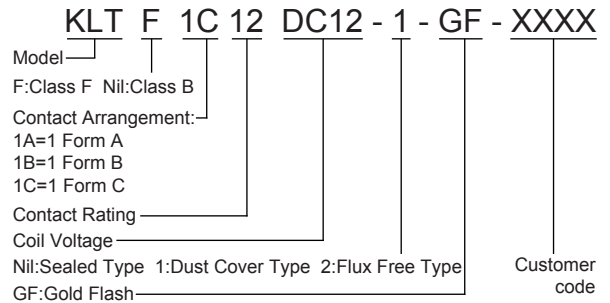 KLT F 1C 12 DC12 - 1 - GF - XXXX
Model
F:Class F Nil:Class B
Contact Arrangement:
1A=1 Form A
1B=1 Form B
1C=1 Form C
Contact Rating
Coil Voltage
Nil:Sealed Type 1:Dust Cover Type 2:Flux Free Type
GF:Gold Flash
Customer
code